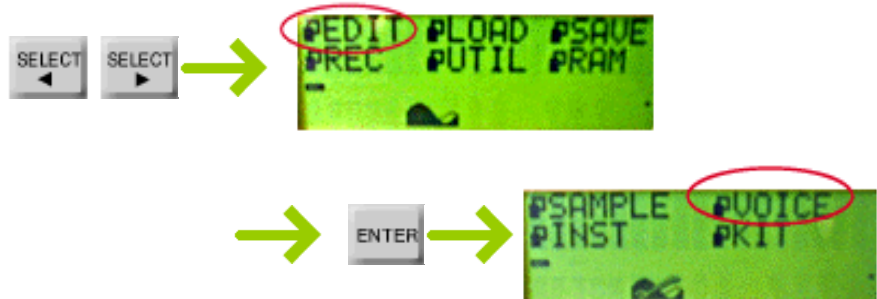 SELECT SELECT
EDIT LOAD SAVE
REC UTIL RAM
ENTER
SAMPLE VOICE
INST KIT